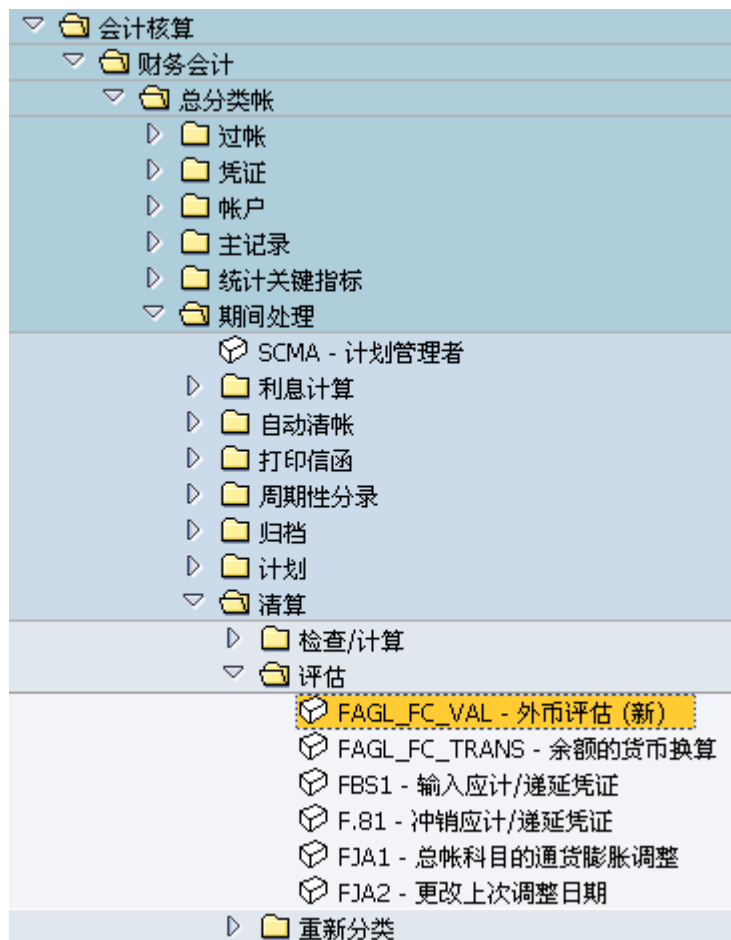 会计核算
财务会计
总分类帐
过帐
凭证
帐户
主记录
统计关键指标
期间处理
SCMA - 计划管理者
利息计算
自动清帐
打印信函
周期性分录
归档
计划
清算
检查/计算
评估
FAGL_FC_VAL - 外币评估 (新)
FAGL_FC_TRANS - 余额的货币换算
FBS1 - 输入应计/递延凭证
F.81 - 冲销应计/递延凭证
FJA1 - 总帐科目的通货膨胀调整
FJA2 - 更改上次调整日期
重新分类